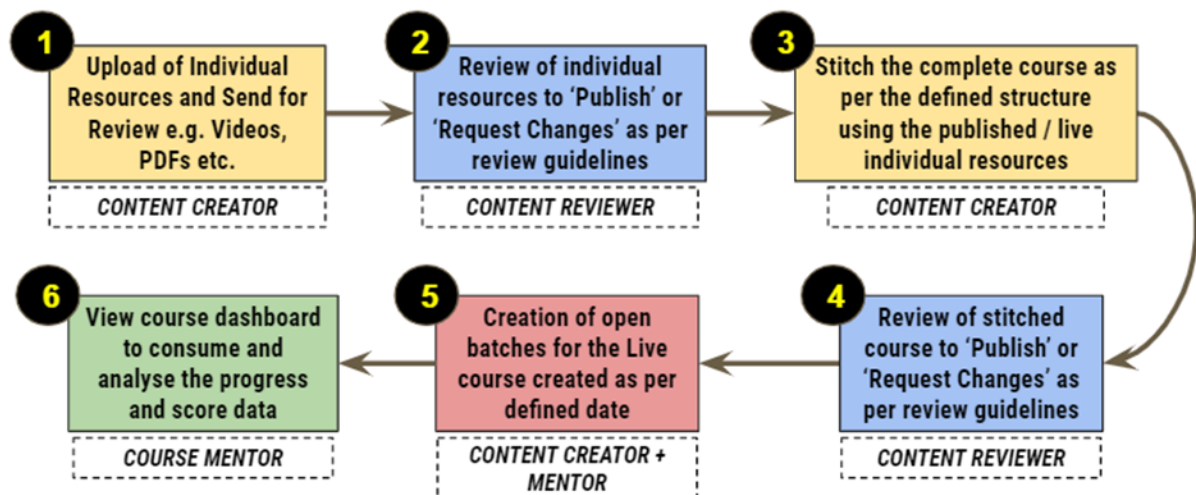 1
Upload of Individual
Resources and Send for
Review e.g. Videos,
PDFs etc.
CONTENT CREATOR
2
Review of individual
resources to ‘Publish’ or
‘Request Changes’ as per
review guidelines
CONTENT REVIEWER
3
Stitch the complete course as
per the defined structure
using the published / live
individual resources
CONTENT CREATOR
4
Review of stitched
course to ‘Publish’ or
‘Request Changes’ as
per review guidelines
CONTENT REVIEWER
5
Creation of open
batches for the Live
course created as per
defined date
CONTENT CREATOR +
MENTOR
6
View course dashboard
to consume and
analyse the progress
and score data
COURSE MENTOR